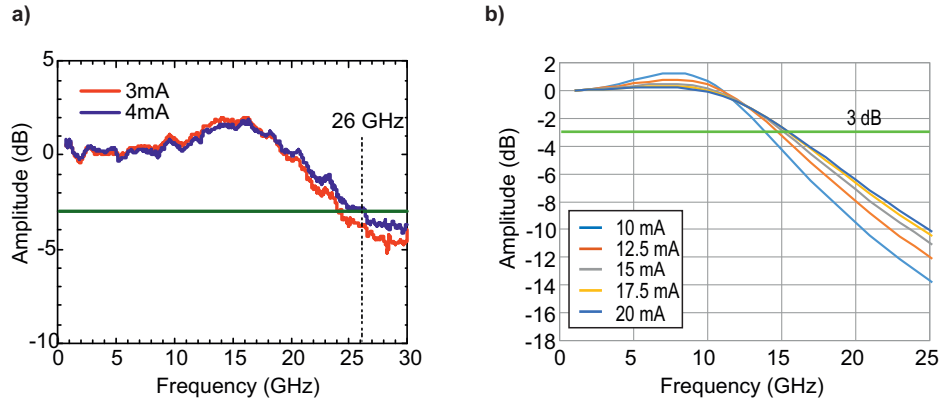 a)
5
0
-5
-10
0
5
10
15
20
25
30
Amplitude (dB)
Frequency (GHz)
3mA
4mA
26 GHz
b)
2
0
-2
-4
-6
-8
-10
-12
-14
-16
-18
0
5
10
15
20
25
Amplitude (dB)
Frequency (GHz)
3 dB
10 mA
12.5 mA
15 mA
17.5 mA
20 mA